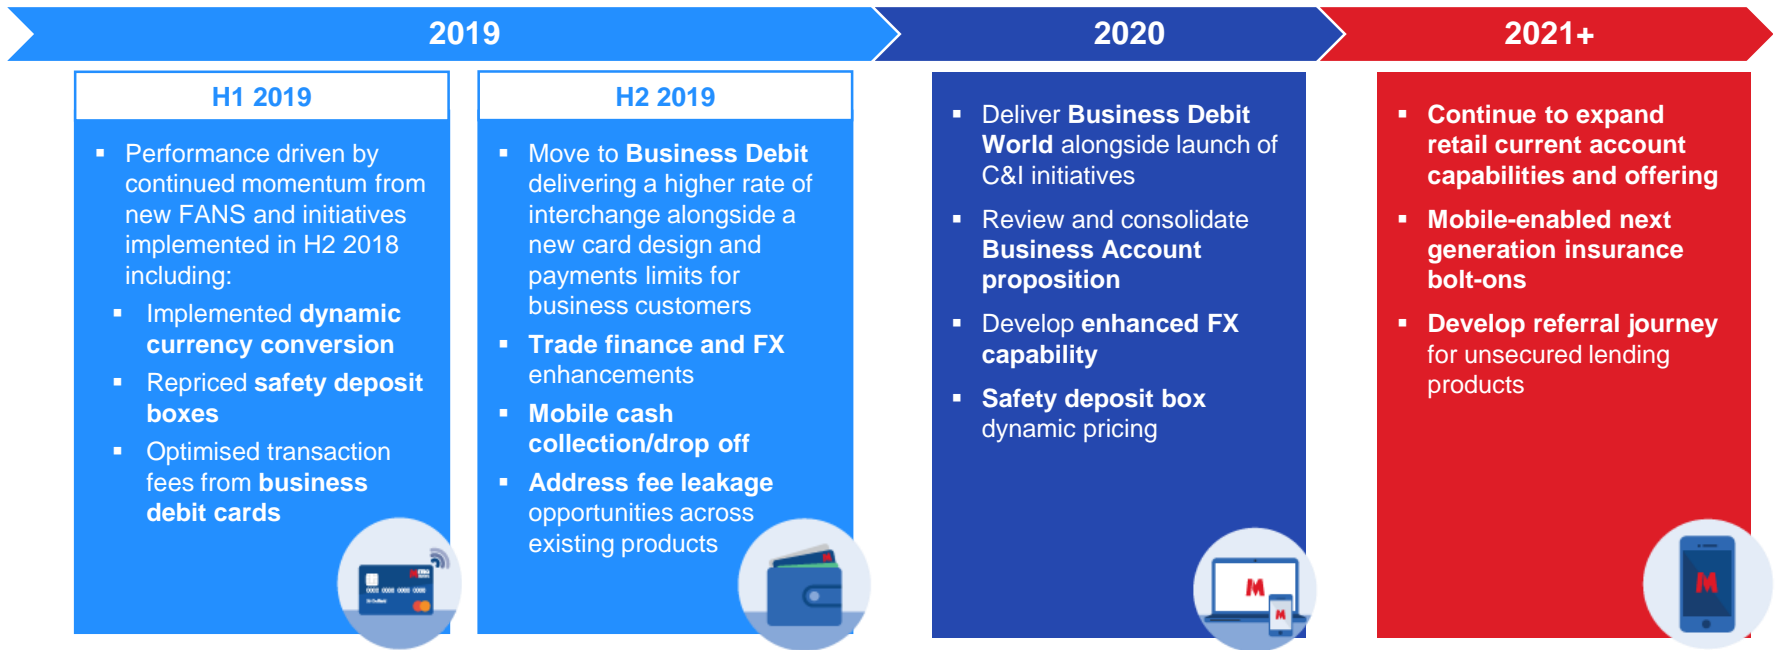 2019
2020
2021+
H1 2019
▪ Performance driven by
continued momentum from
new FANS and initiatives
implemented in H2 2018
including:
▪ Implemented dynamic
currency conversion
▪ Repriced safety deposit
boxes
▪ Optimised transaction
fees from business
debit cards
H2 2019
▪ Move to Business Debit
delivering a higher rate of
interchange alongside a
new card design and
payments limits for
business customers
▪ Trade finance and FX
enhancements
▪ Mobile cash
collection/drop off
▪ Address fee leakage
opportunities across
existing products
▪ Deliver Business Debit
World alongside launch of
C&I initiatives
▪ Review and consolidate
Business Account
proposition
▪ Develop enhanced FX
capability
▪ Safety deposit box
dynamic pricing
▪ Continue to expand
retail current account
capabilities and offering
▪ Mobile-enabled next
generation insurance
bolt-ons
▪ Develop referral journey
for unsecured lending
products
M
M
M
M